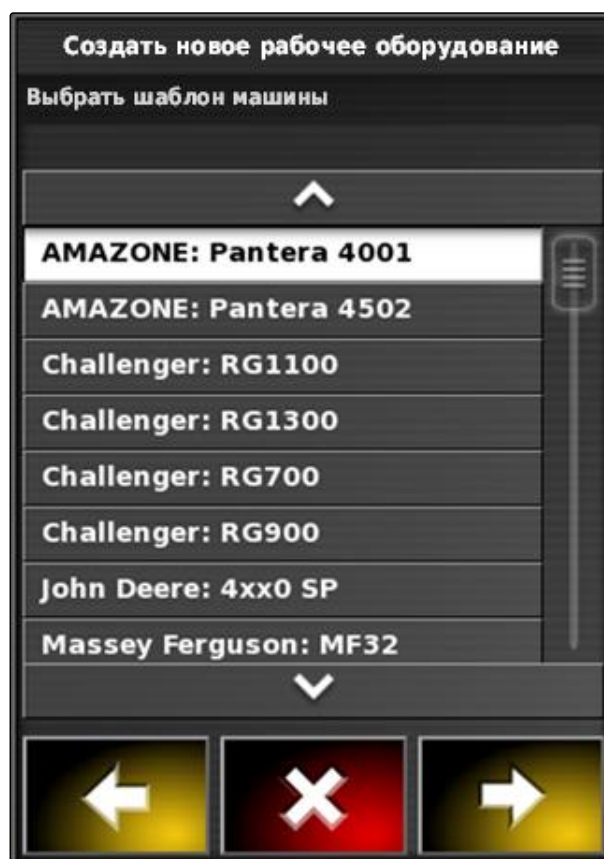 Создать новое рабочее оборудование
Выбрать шаблон машины
AMAZONE: Pantera 4001
AMAZONE: Pantera 4502
Challenger: RG1100
Challenger: RG1300
Challenger: RG700
Challenger: RG900
John Deere: 4xx0 SP
Massey Ferguson: MF32